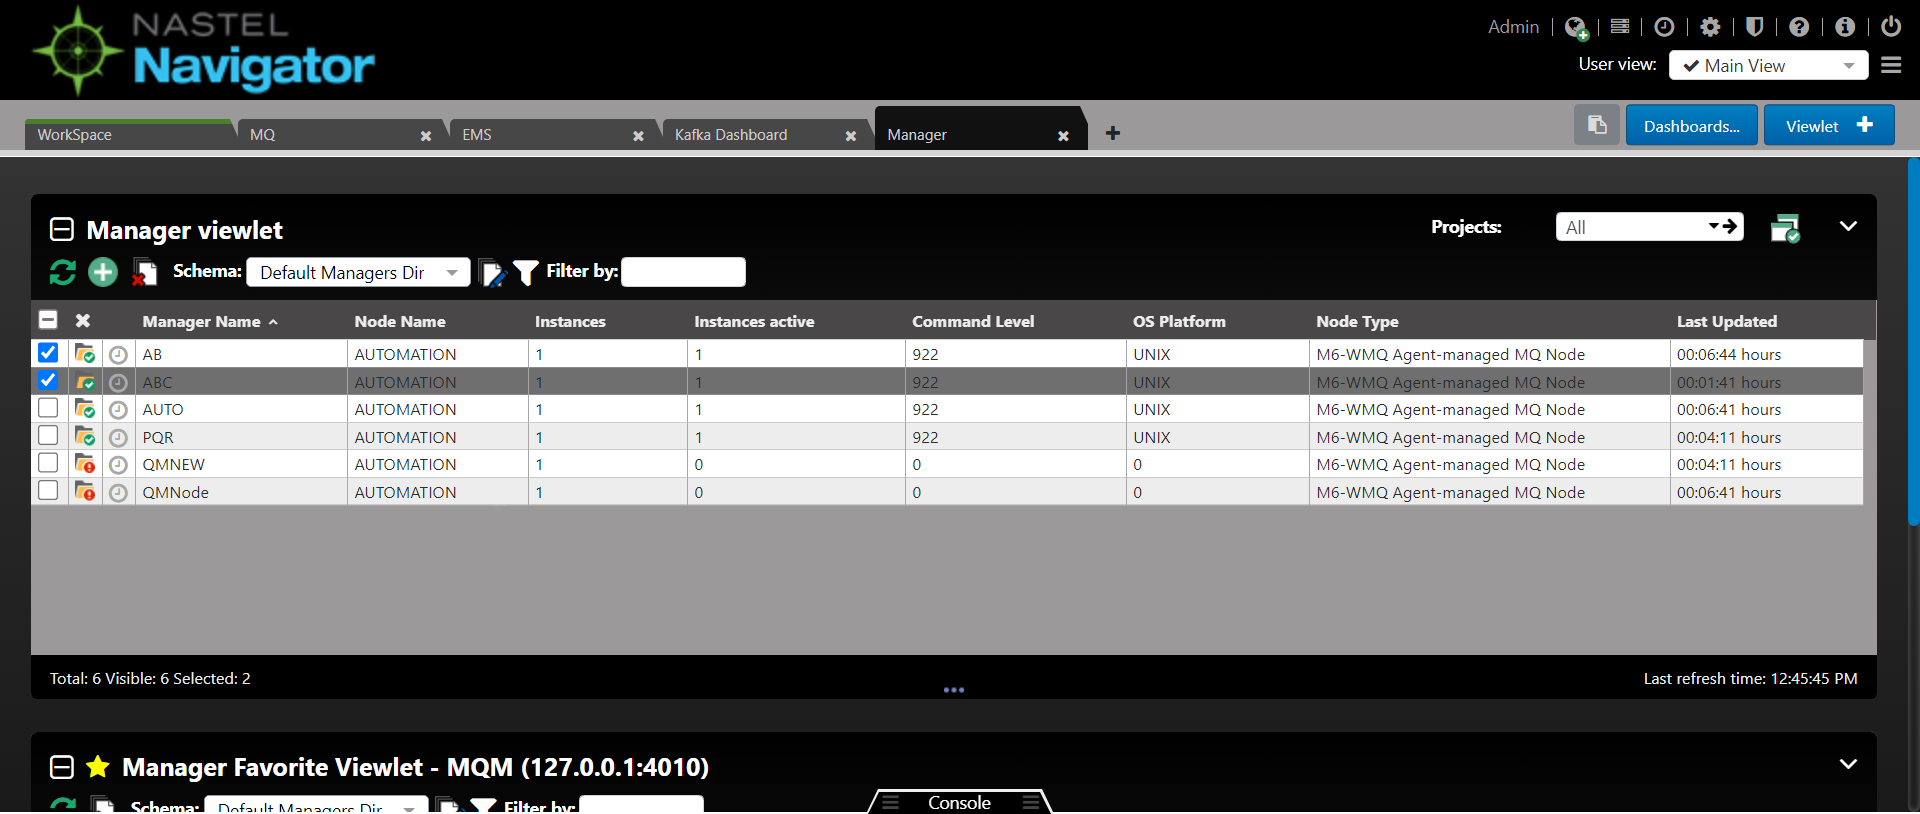 NASTEL
Navigator
Admin
User view: Main View
WorkSpace MQ EMS Kafka Dashboard Manager
Dashboards... Viewlet
Manager viewlet
Projects: All
Schema: Default Managers Dir Filter by:
Manager Name Node Name Instances Instances active Command Level OS Platform Node Type Last Updated
AB AUTOMATION 1 1 922 UNIX M6-WMQ Agent-managed MQ Node 00:06:44 hours
ABC AUTOMATION 1 1 922 UNIX M6-WMQ Agent-managed MQ Node 00:01:41 hours
AUTO AUTOMATION 1 1 922 UNIX M6-WMQ Agent-managed MQ Node 00:06:41 hours
PQR AUTOMATION 1 1 922 UNIX M6-WMQ Agent-managed MQ Node 00:04:11 hours
QMNEW AUTOMATION 1 0 0 0 M6-WMQ Agent-managed MQ Node 00:04:11 hours
QMNode AUTOMATION 1 0 0 0 M6-WMQ Agent-managed MQ Node 00:06:41 hours
Total: 6 Visible: 6 Selected: 2
Last refresh time: 12:45:45 PM
Manager Favorite Viewlet - MQM (127.0.0.1:4010)
Schema: Default Managers Dir Filter by:
Console